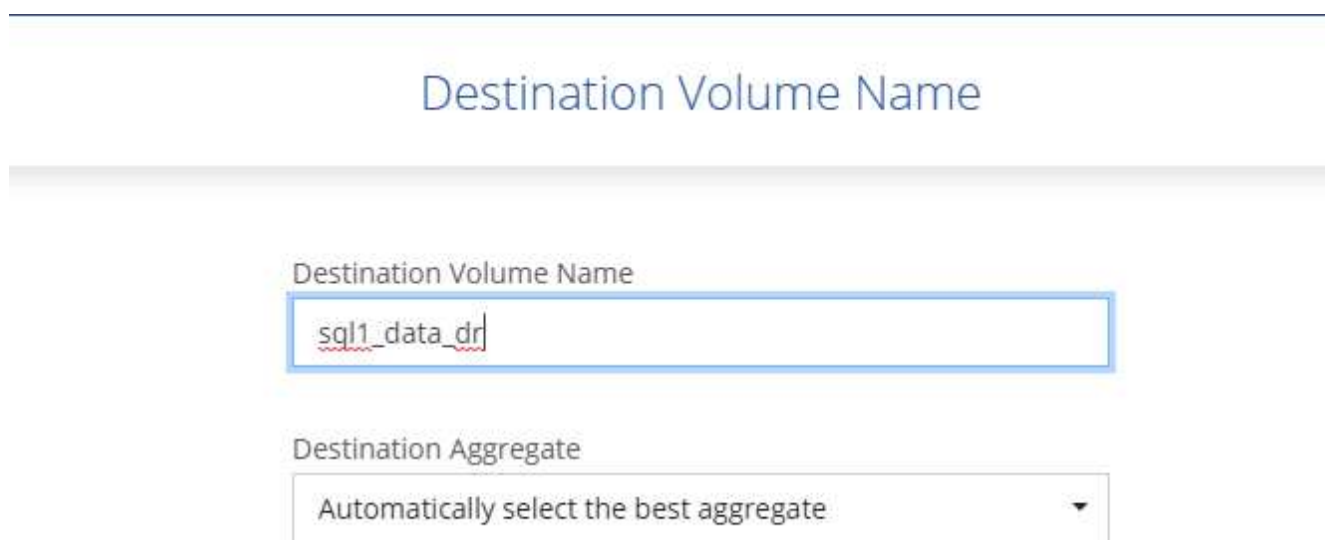 Destination Volume Name
Destination Volume Name
sql1_data_dr
Destination Aggregate
Automatically select the best aggregate